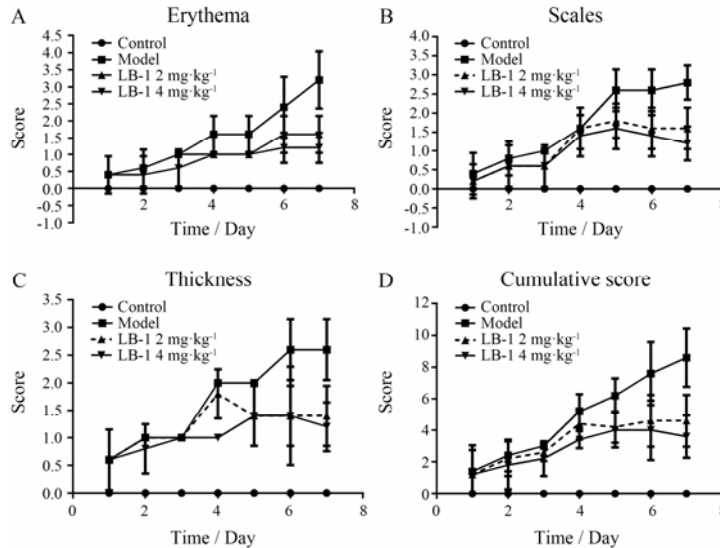 A Erythema
4.5
4.0
3.5
3.0
2.5
2.0
1.5
1.0
0.5
0.0
-0.5
-1.0
Score
Control
Model
LB-1 2 mg·kg⁻¹
LB-1 4 mg·kg⁻¹
0 2 4 6 8
Time / Day
B Scales
4.5
4.0
3.5
3.0
2.5
2.0
1.5
1.0
0.5
0.0
-0.5
-1.0
Score
Control
Model
LB-1 2 mg·kg⁻¹
LB-1 4 mg·kg⁻¹
0 2 4 6 8
Time / Day
C Thickness
3.5
3.0
2.5
2.0
1.5
1.0
0.5
0.0
Score
Control
Model
LB-1 2 mg·kg⁻¹
LB-1 4 mg·kg⁻¹
0 2 4 6 8
Time / Day
D Cumulative score
12
10
8
6
4
2
0
Score
Control
Model
LB-1 2 mg·kg⁻¹
LB-1 4 mg·kg⁻¹
0 2 4 6 8
Time / Day